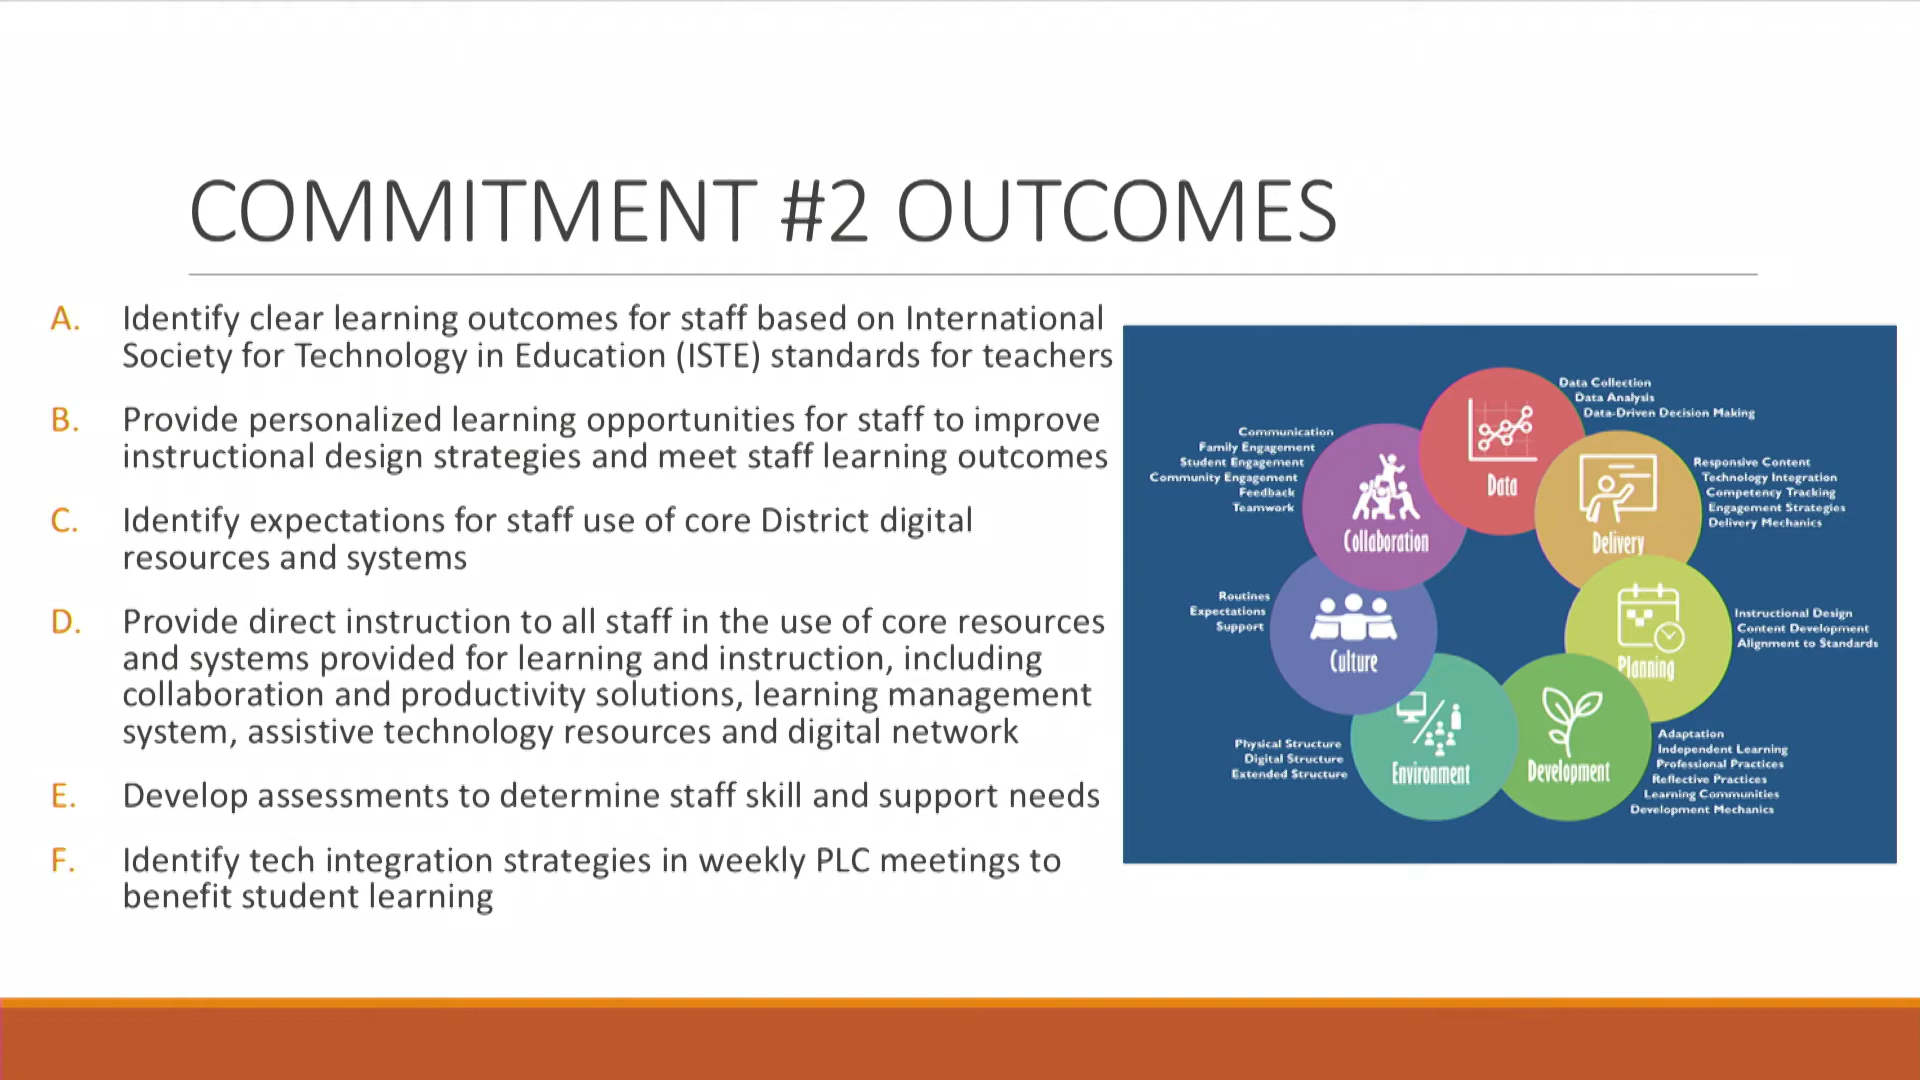 COMMITMENT #2 OUTCOMES
A. Identify clear learning outcomes for staff based on International
Society for Technology in Education (ISTE) standards for teachers
B. Provide personalized learning opportunities for staff to improve
instructional design strategies and meet staff learning outcomes
C. Identify expectations for staff use of core District digital
resources and systems
D. Provide direct instruction to all staff in the use of core resources
and systems provided for learning and instruction, including
collaboration and productivity solutions, learning management
system, assistive technology resources and digital network
E. Develop assessments to determine staff skill and support needs
F. Identify tech integration strategies in weekly PLC meetings to
benefit student learning
Data
Data Collection
Data Analysis
Data-Driven Decision Making
Delivery
Responsive Content
Technology Integration
Competency Tracking
Engagement Strategies
Delivery Mechanics
Planning
Instructional Design
Content Development
Alignment to Standards
Development
Adaptation
Independent Learning
Professional Practices
Reflective Practices
Learning Communities
Development Mechanics
Environment
Physical Structure
Digital Structure
Extended Structure
Culture
Routines
Expectations
Support
Collaboration
Communication
Family Engagement
Student Engagement
Community Engagement
Feedback
Teamwork